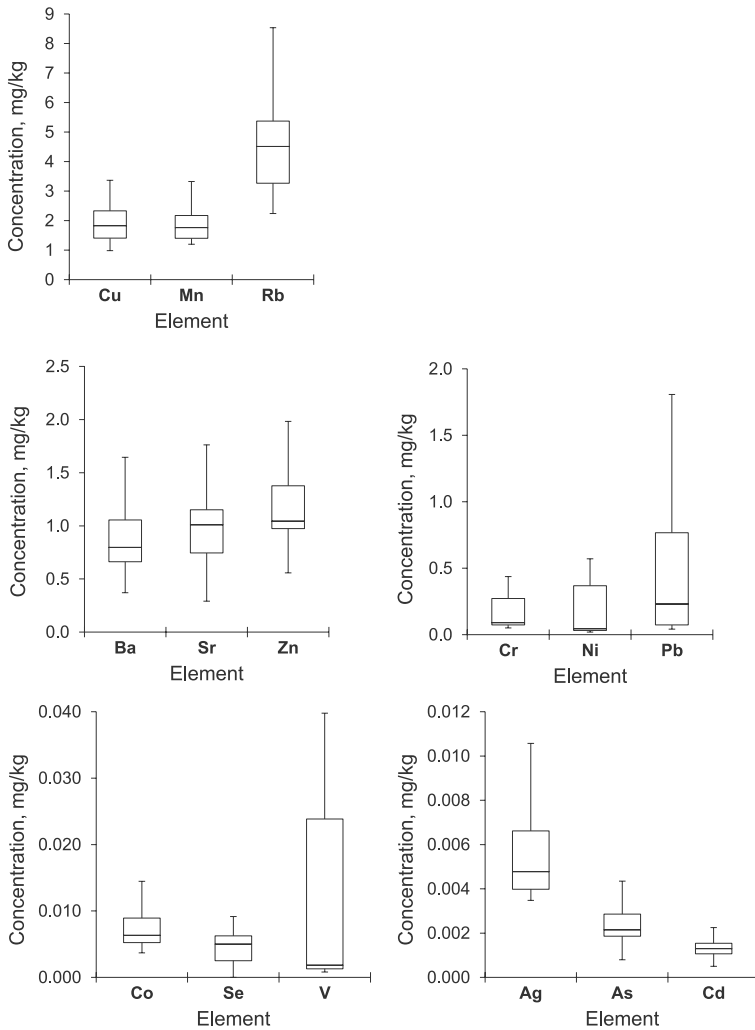 Concentration, mg/kg
9
8
7
6
5
4
3
2
1
0
Cu Mn Rb
Element
Concentration, mg/kg
2.5
2.0
1.5
1.0
0.5
0.0
Ba Sr Zn
Element
Concentration, mg/kg
2.0
1.5
1.0
0.5
0.0
Cr Ni Pb
Element
Concentration, mg/kg
0.040
0.030
0.020
0.010
0.000
Co Se V
Element
Concentration, mg/kg
0.012
0.010
0.008
0.006
0.004
0.002
0.000
Ag As Cd
Element